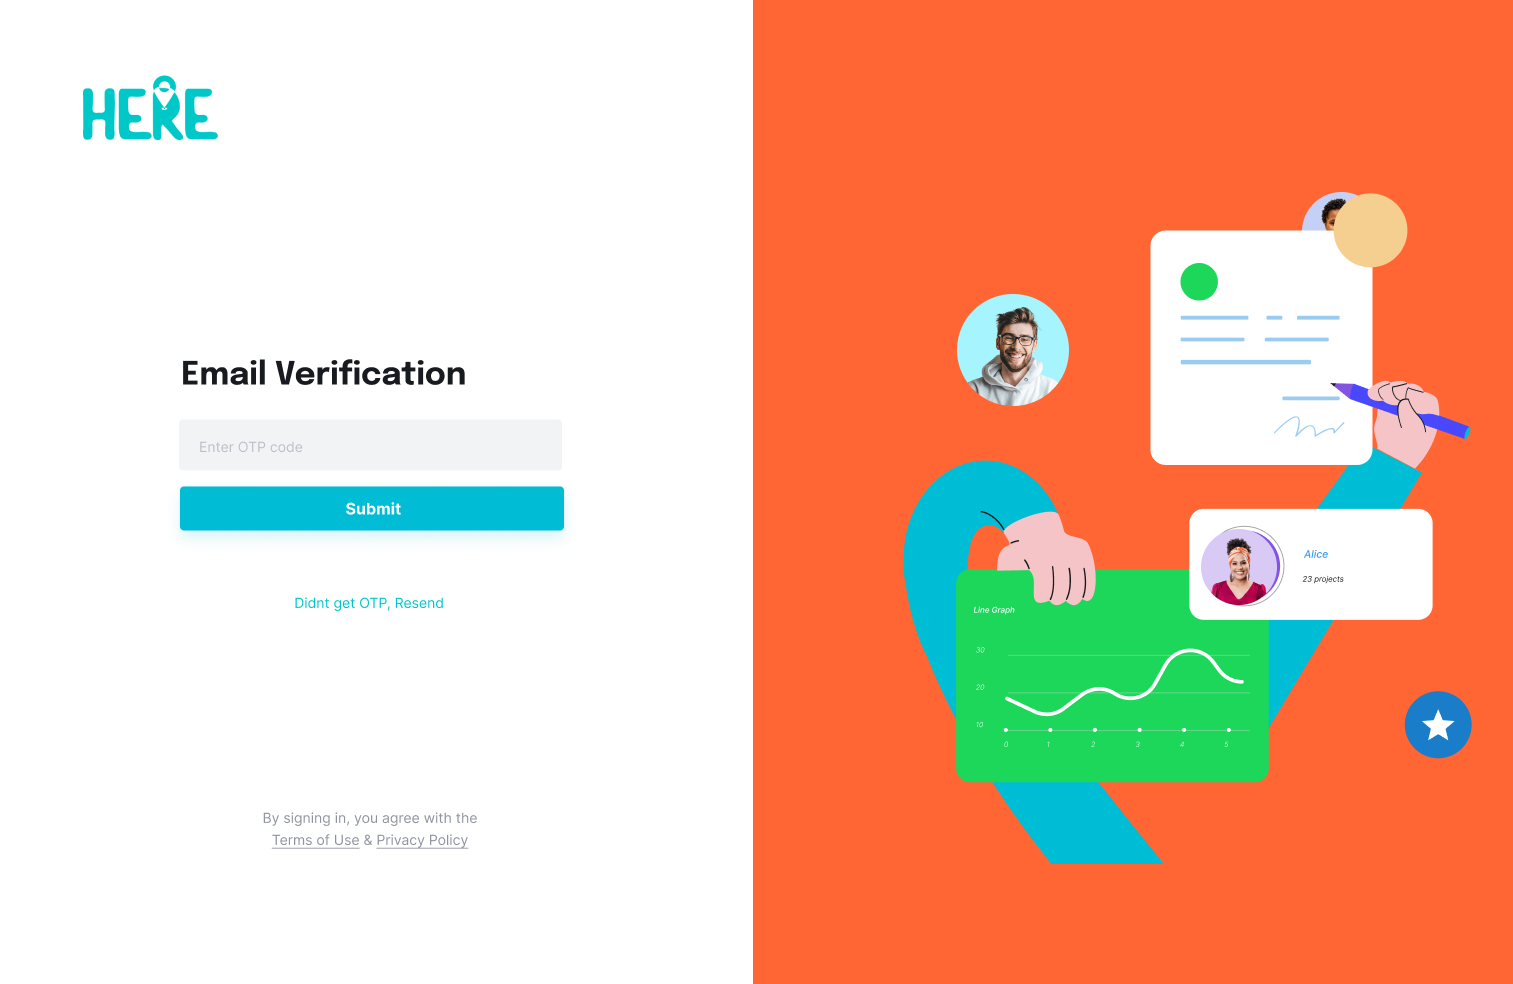 HERE
Email Verification
Enter OTP code
Submit
Didnt get OTP, Resend
By signing in, you agree with the
Terms of Use & Privacy Policy
Alice
23 projects
Line Graph
30
20
10
0 1 2 3 4 5